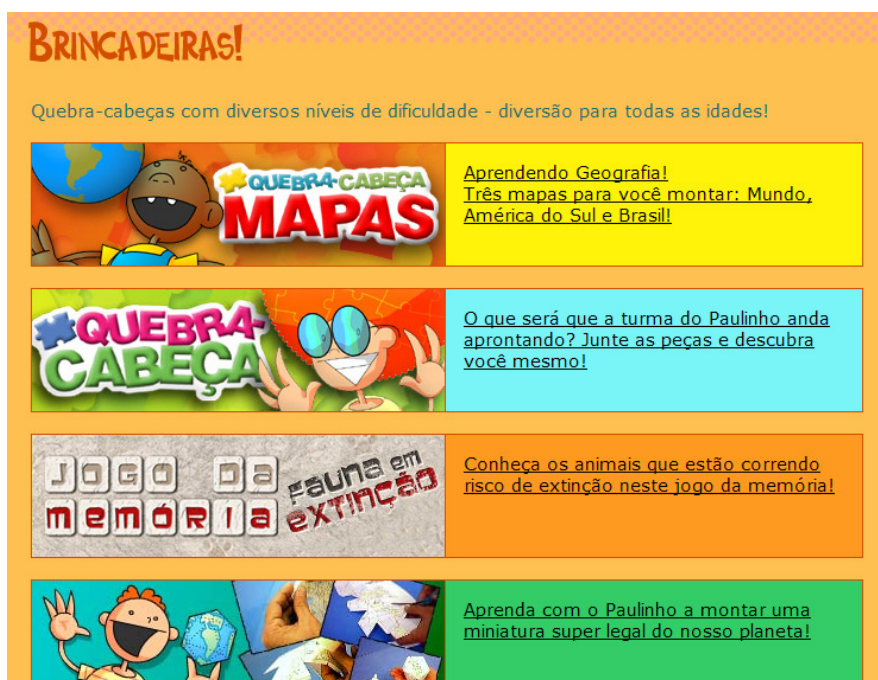 BRINCADEIRAS!
Quebra-cabeças com diversos níveis de dificuldade - diversão para todas as idades!
QUEBRA-CABEÇA
MAPAS
Aprendendo Geografia!
Três mapas para você montar: Mundo,
América do Sul e Brasil!
QUEBRA-
CABEÇA
O que será que a turma do Paulinho anda
aprontando? Junte as peças e descubra
você mesmo!
JOGO DA
memóRIa
Fauna em
eXTINÇÃO
Conheça os animais que estão correndo
risco de extinção neste jogo da memória!
Aprenda com o Paulinho a montar uma
miniatura super legal do nosso planeta!